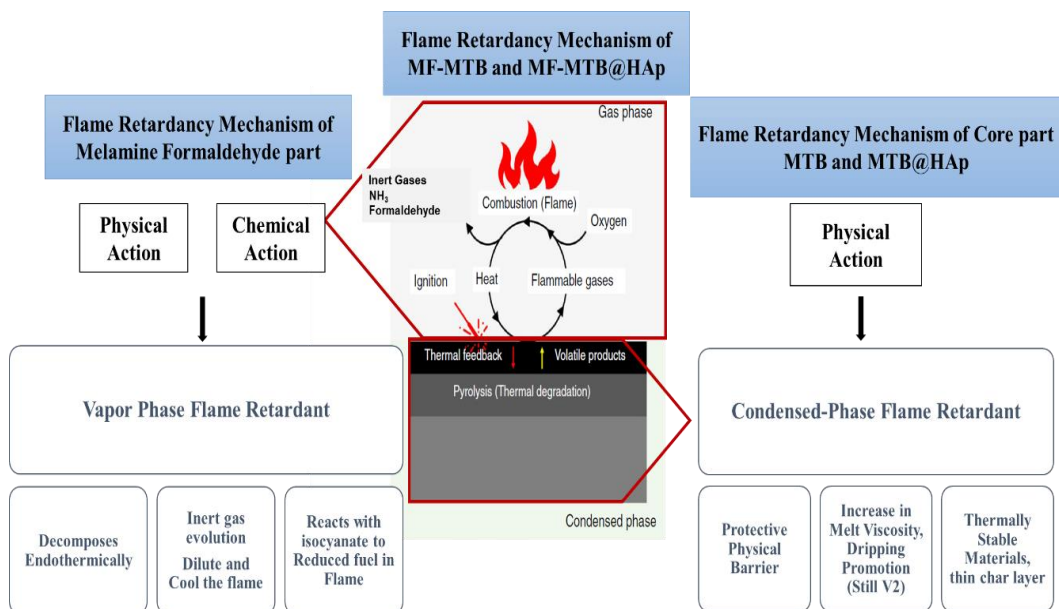 Flame Retardancy Mechanism of
MF-MTB and MF-MTB@HAp
Flame Retardancy Mechanism of
Melamine Formaldehyde part
Physical
Action
Chemical
Action
Vapor Phase Flame Retardant
Decomposes
Endothermically
Inert gas
evolution
Dilute and
Cool the flame
Reacts with
isocyanate to
Reduced fuel in
Flame
Gas phase
Inert Gases
NH₃
Formaldehyde
Combustion (Flame)
Oxygen
Ignition
Heat
Flammable gases
Thermal feedback
Volatile products
Pyrolysis (Thermal degradation)
Condensed phase
Flame Retardancy Mechanism of Core part
MTB and MTB@HAp
Physical
Action
Condensed-Phase Flame Retardant
Protective
Physical
Barrier
Increase in
Melt Viscosity,
Dripping
Promotion
(Still V2)
Thermally
Stable
Materials,
thin char layer